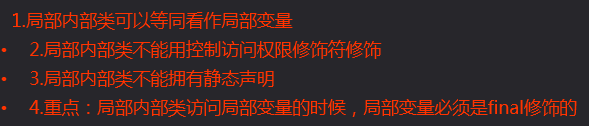 1.局部内部类可以等同看作局部变量
• 2.局部内部类不能用控制访问权限修饰符修饰
• 3.局部内部类不能拥有静态声明
• 4.重点：局部内部类访问局部变量的时候，局部变量必须是final修饰的